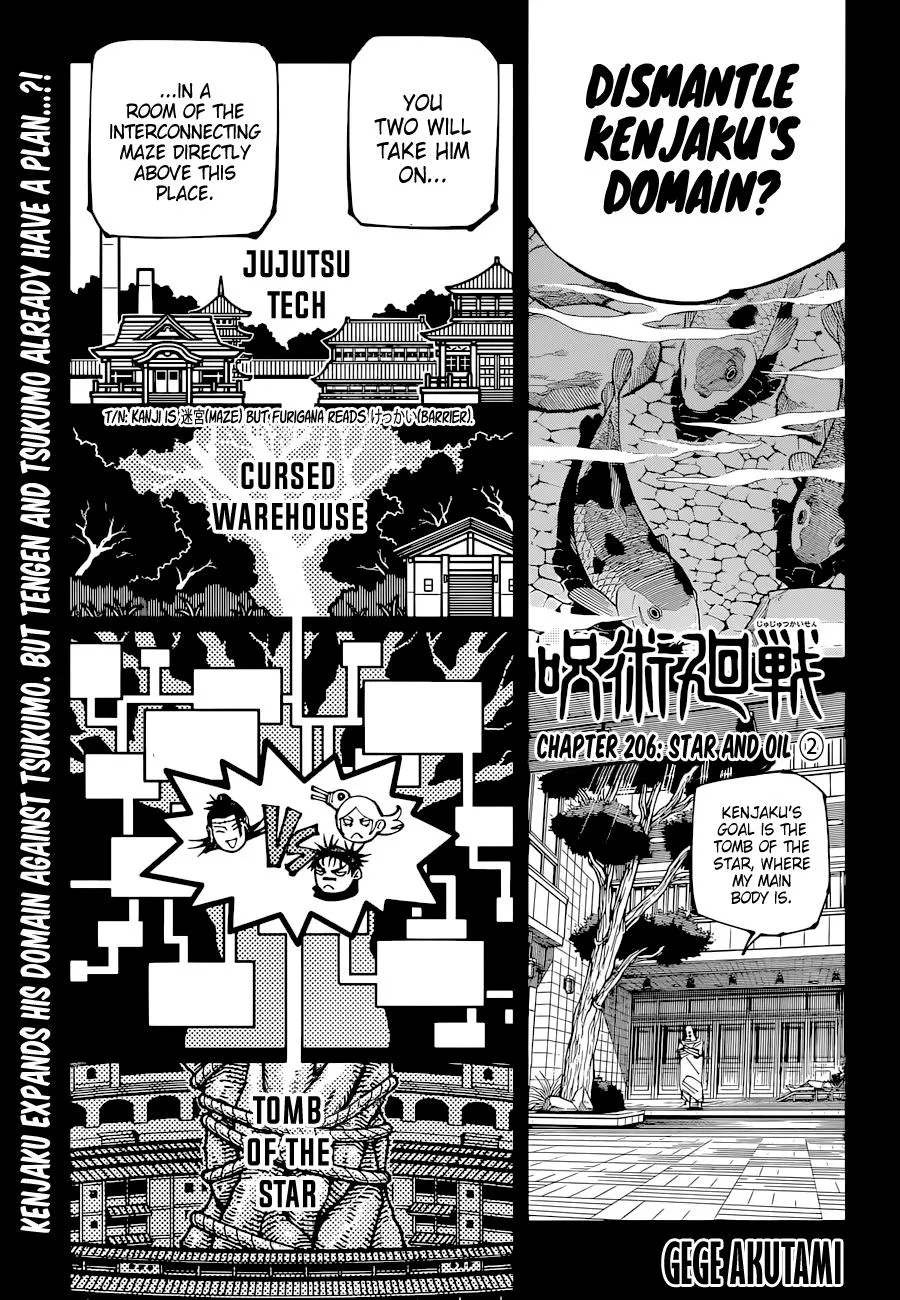 DISMANTLE
KENJAKU'S
DOMAIN?
じゅじゅつかいせん
呪術廻戦
CHAPTER 206: STAR AND OIL ②
KENJAKU'S
GOAL IS THE
TOMB OF THE
STAR, WHERE
MY MAIN
BODY IS.
YOU
TWO WILL
TAKE HIM
ON...
...IN A
ROOM OF THE
INTERCONNECTING
MAZE DIRECTLY
ABOVE THIS
PLACE.
JUJUTSU
TECH
T/N: KANJI IS 迷宮(MAZE) BUT FURIGANA READS けっかい(BARRIER).
CURSED
WAREHOUSE
VS
TOMB
OF THE
STAR
KENJAKU EXPANDS HIS DOMAIN AGAINST TSUKUMO. BUT TENGEN AND TSUKUMO ALREADY HAVE A PLAN...?!
GEGE AKUTAMI